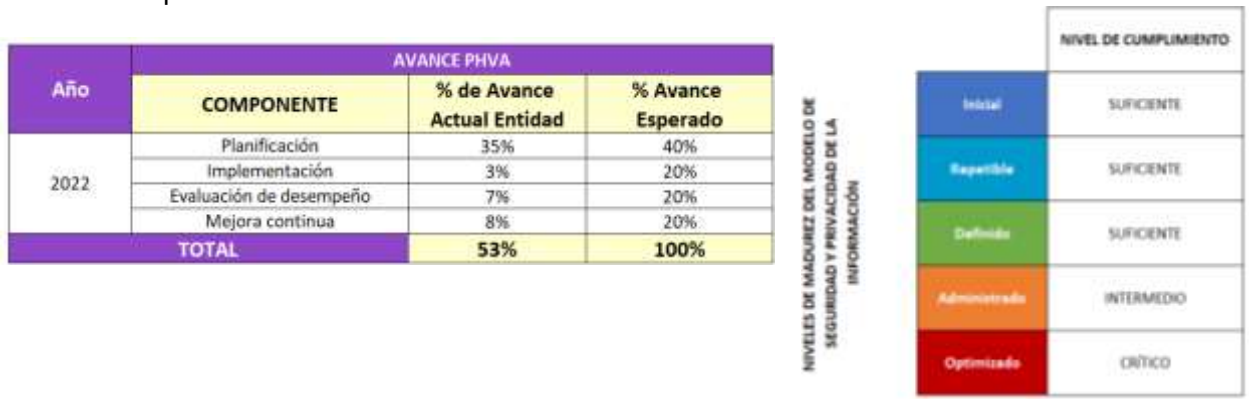 AVANCE PHVA
Año
COMPONENTE
% de Avance
Actual Entidad
% Avance
Esperado
2022
Planificación 35% 40%
Implementación 3% 20%
Evaluación de desempeño 7% 20%
Mejora continua 8% 20%
TOTAL 53% 100%
NIVELES DE MADUREZ DEL MODELO DE
SEGURIDAD Y PRIVACIDAD DE LA
INFORMACIÓN
NIVEL DE CUMPLIMIENTO
Inicial SUFICIENTE
Repetible SUFICIENTE
Definido SUFICIENTE
Administrado INTERMEDIO
Optimizado CRÍTICO